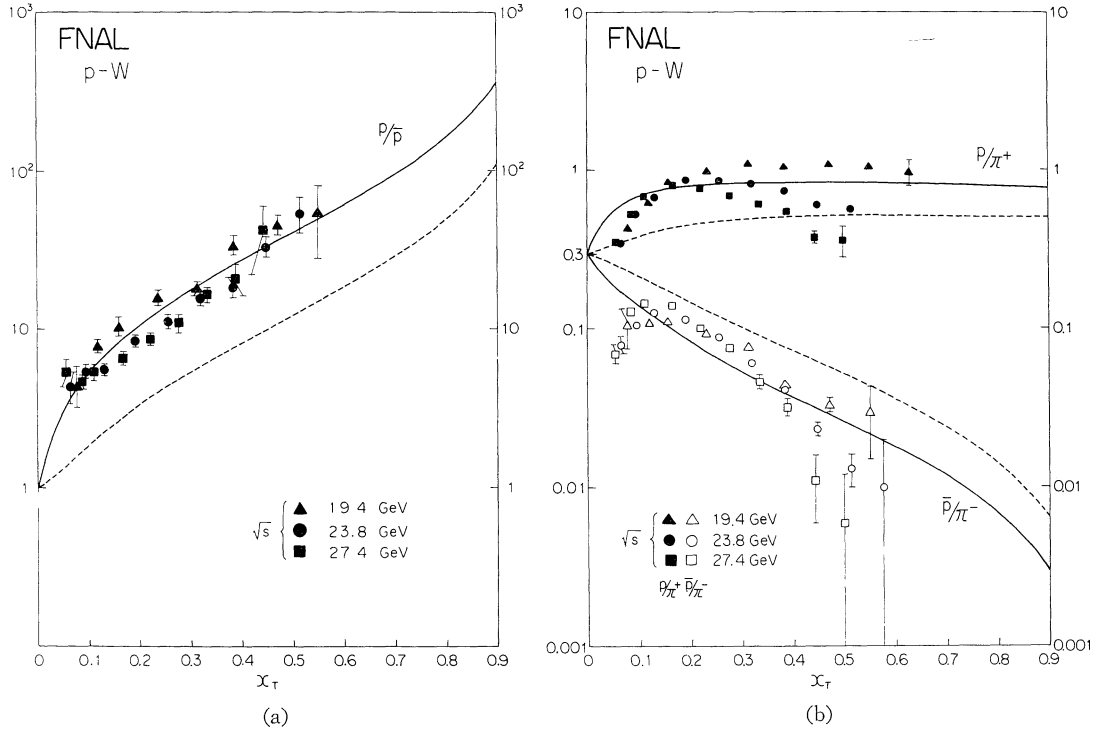 FNAL
p-W
10³
10²
10
1
10³
10²
10
1
p/p̄
√s
▲ 19 4 GeV
● 23.8 GeV
■ 27 4 GeV
0 0.1 0.2 0.3 0.4 0.5 0.6 0.7 0.8 0.9
x_T
(a)
FNAL
p-W
10
1
0.3
0.1
0.01
0.001
10
1
0.1
0.01
0.001
p/π⁺
p̄/π⁻
√s
▲ △ 19.4 GeV
● ○ 23.8 GeV
■ □ 27.4 GeV
p/π⁺ p̄/π⁻
0 0.1 0.2 0.3 0.4 0.5 0.6 0.7 0.8 0.9
x_T
(b)